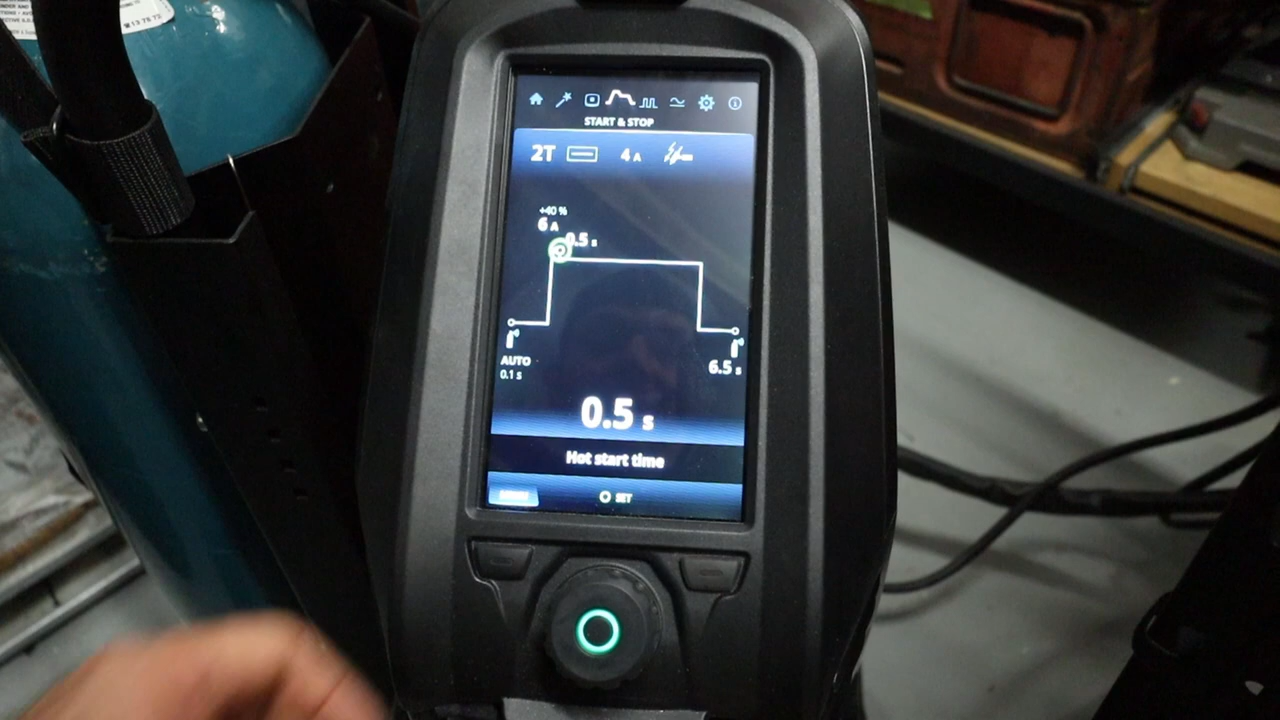 START & STOP
2T 4 A
+40 %
6 A
0.5 s
AUTO
0.1 s
6.5 s
0.5 s
Hot start time
MENU SET